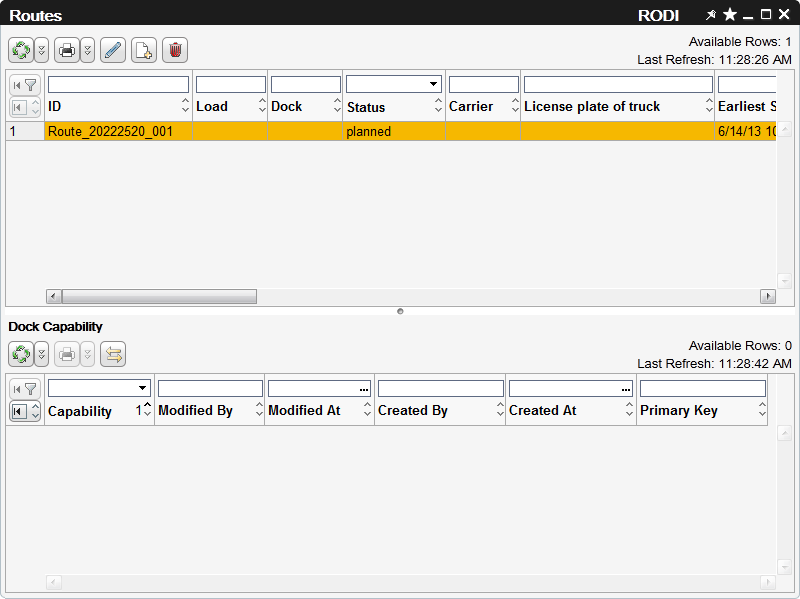 Routes RODI
Available Rows: 1
Last Refresh: 11:28:26 AM
ID Load Dock Status Carrier License plate of truck Earliest S
1 Route_20222520_001 planned 6/14/13 10
Dock Capability
Available Rows: 0
Last Refresh: 11:28:42 AM
Capability 1 Modified By Modified At Created By Created At Primary Key